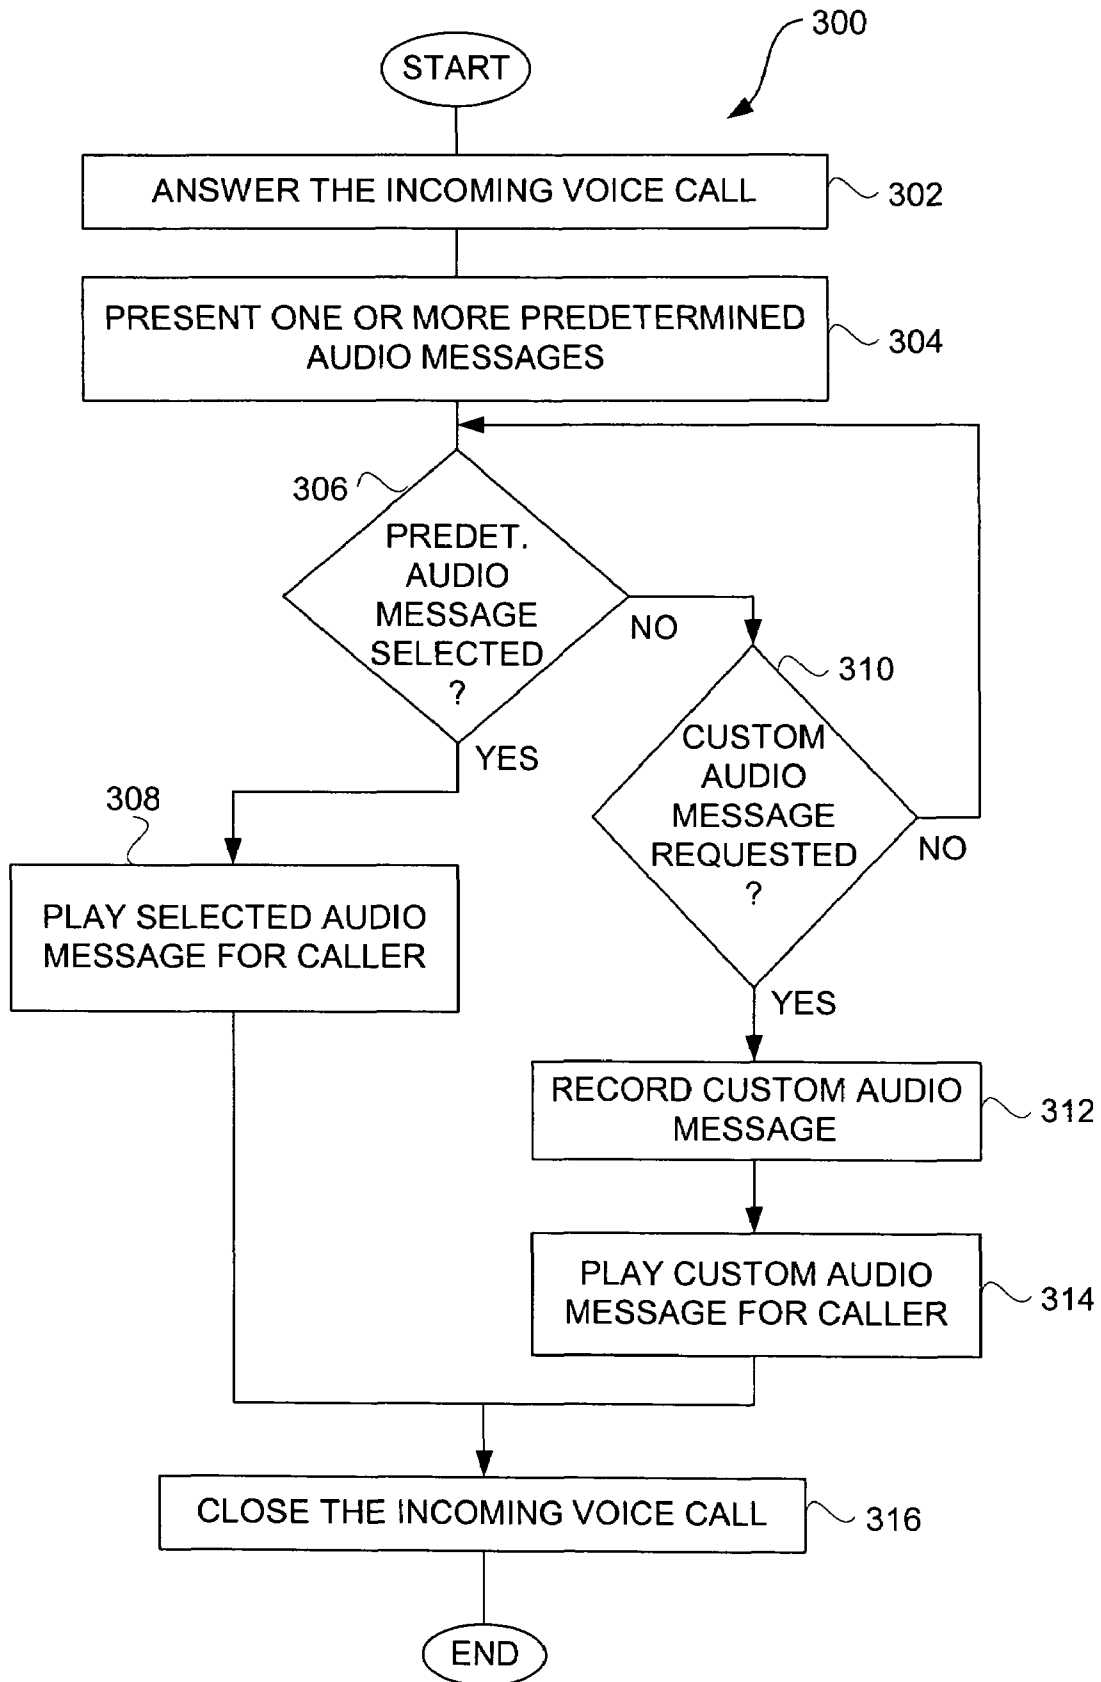 300
START
ANSWER THE INCOMING VOICE CALL
302
PRESENT ONE OR MORE PREDETERMINED
AUDIO MESSAGES
304
306
PREDET.
AUDIO
MESSAGE
SELECTED
?
NO
YES
310
CUSTOM
AUDIO
MESSAGE
REQUESTED
?
NO
YES
308
PLAY SELECTED AUDIO
MESSAGE FOR CALLER
RECORD CUSTOM AUDIO
MESSAGE
312
PLAY CUSTOM AUDIO
MESSAGE FOR CALLER
314
CLOSE THE INCOMING VOICE CALL
316
END